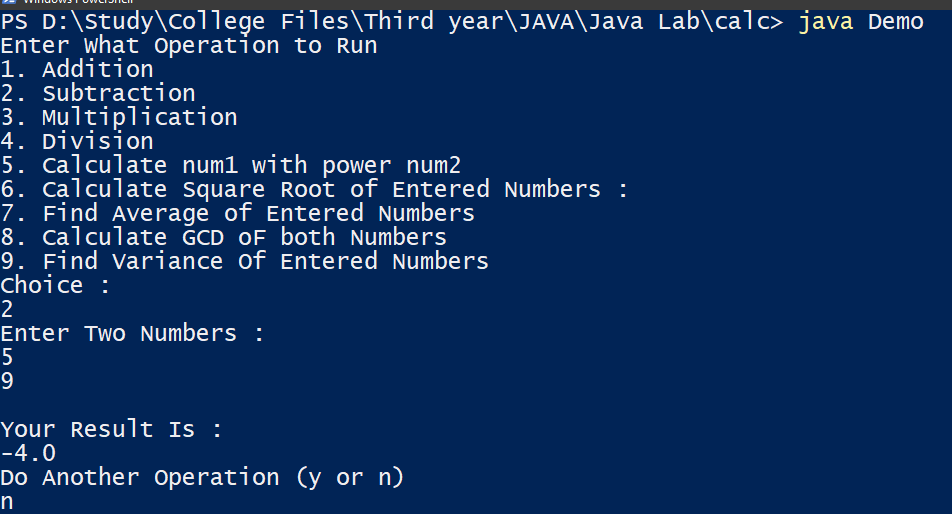 Windows PowerShell
PS D:\Study\College Files\Third year\JAVA\Java Lab\calc> java Demo
Enter What Operation to Run
1. Addition
2. Subtraction
3. Multiplication
4. Division
5. Calculate num1 with power num2
6. Calculate Square Root of Entered Numbers :
7. Find Average of Entered Numbers
8. Calculate GCD oF both Numbers
9. Find Variance Of Entered Numbers
Choice :
2
Enter Two Numbers :
5
9
Your Result Is :
-4.0
Do Another Operation (y or n)
n